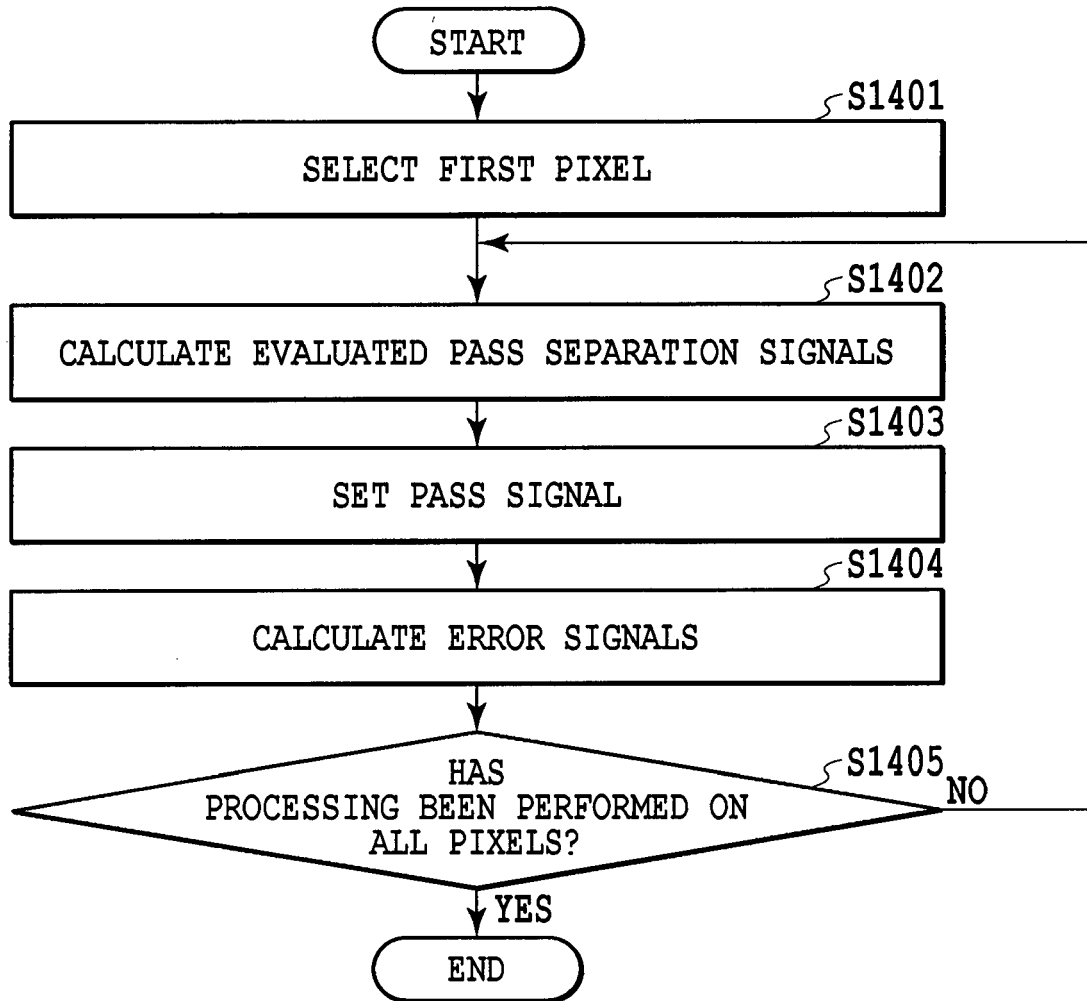 START
S1401
SELECT FIRST PIXEL
S1402
CALCULATE EVALUATED PASS SEPARATION SIGNALS
S1403
SET PASS SIGNAL
S1404
CALCULATE ERROR SIGNALS
S1405
HAS
PROCESSING BEEN PERFORMED ON
ALL PIXELS?
NO
YES
END